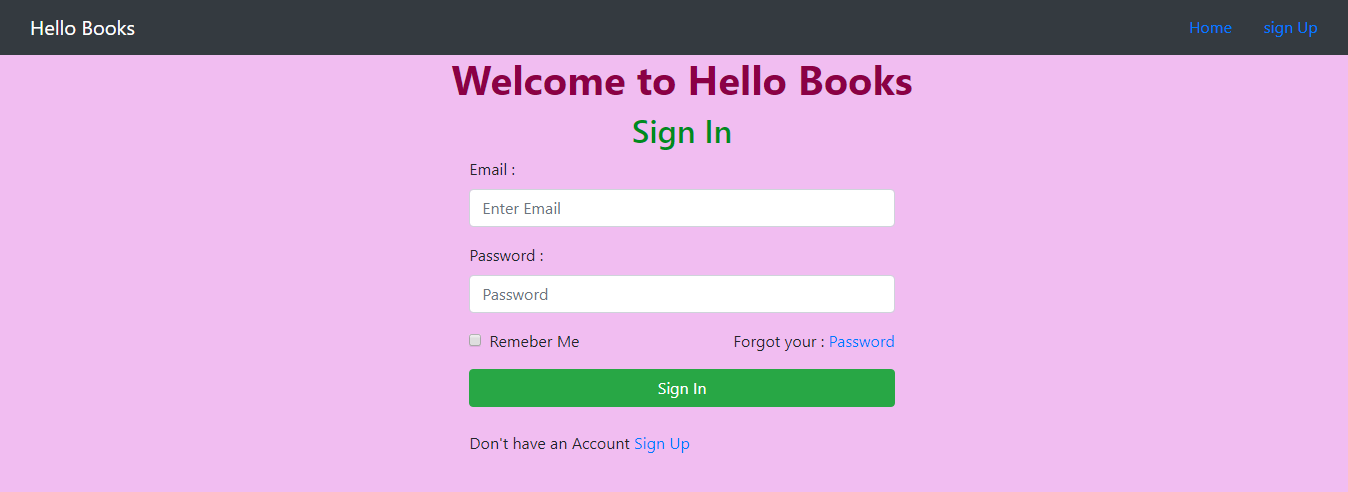 Hello Books Home sign Up
Welcome to Hello Books
Sign In
Email :
Enter Email
Password :
Password
Remeber Me Forgot your : Password
Sign In
Don't have an Account Sign Up